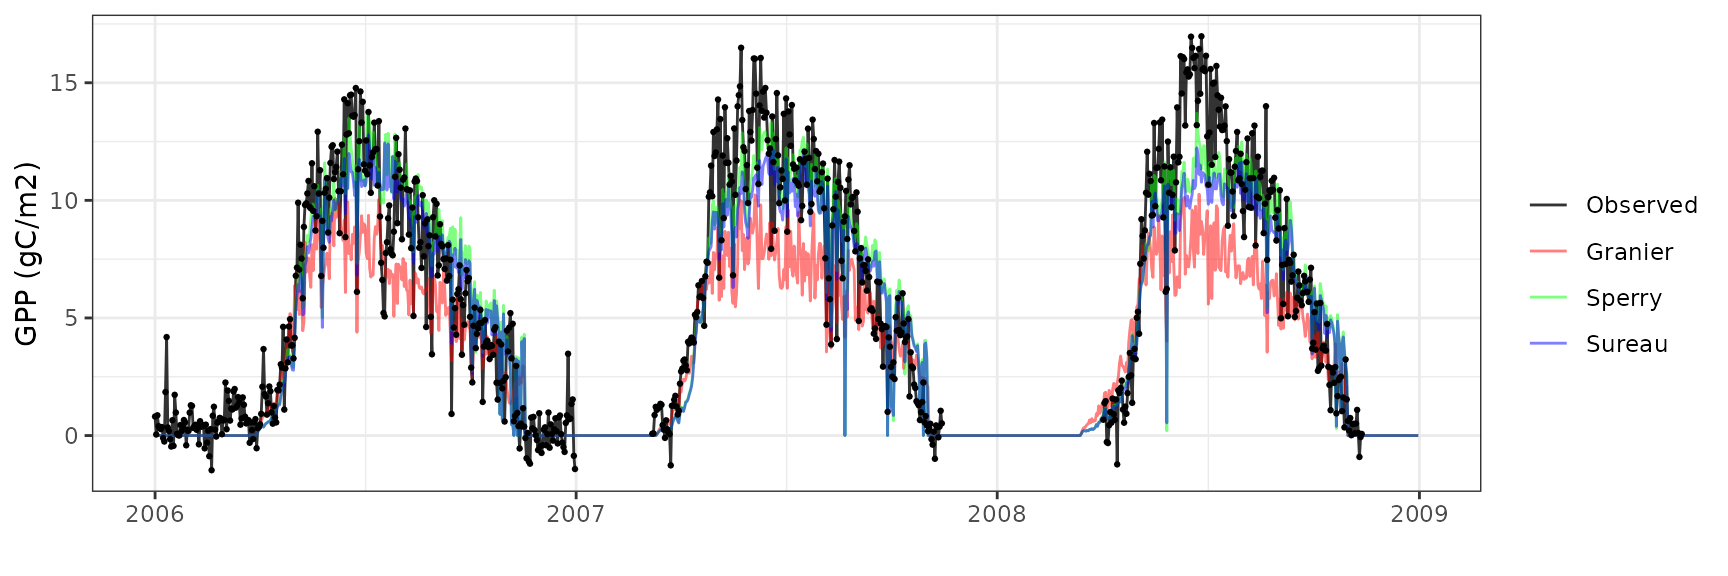 GPP (gC/m2)
15
10
5
0
2006
2007
2008
2009
Observed
Granier
Sperry
Sureau